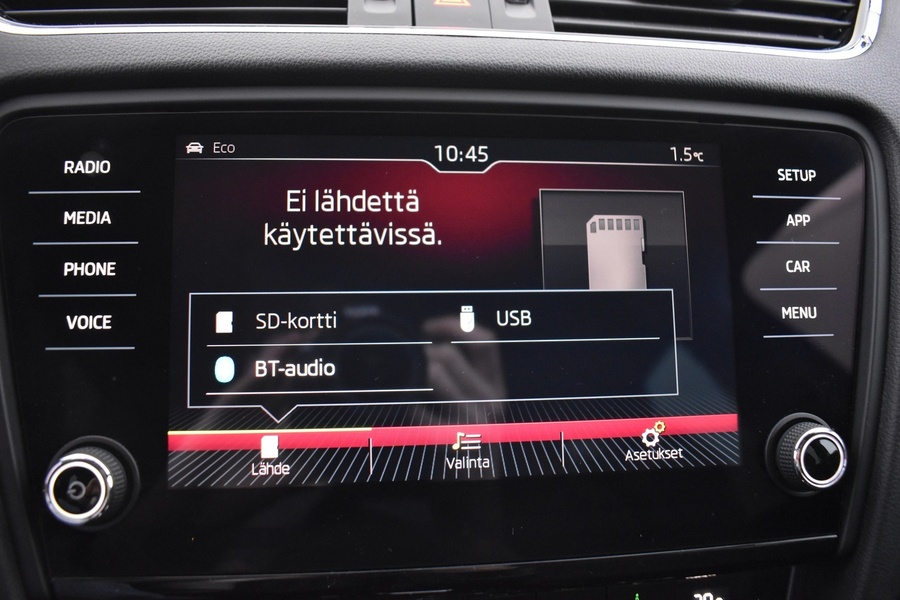 Eco
10:45
1.5°C
RADIO
MEDIA
PHONE
VOICE
Ei lähdettä
käytettävissä.
SD-kortti
USB
BT-audio
Lähde
Valinta
Asetukset
SETUP
APP
CAR
MENU